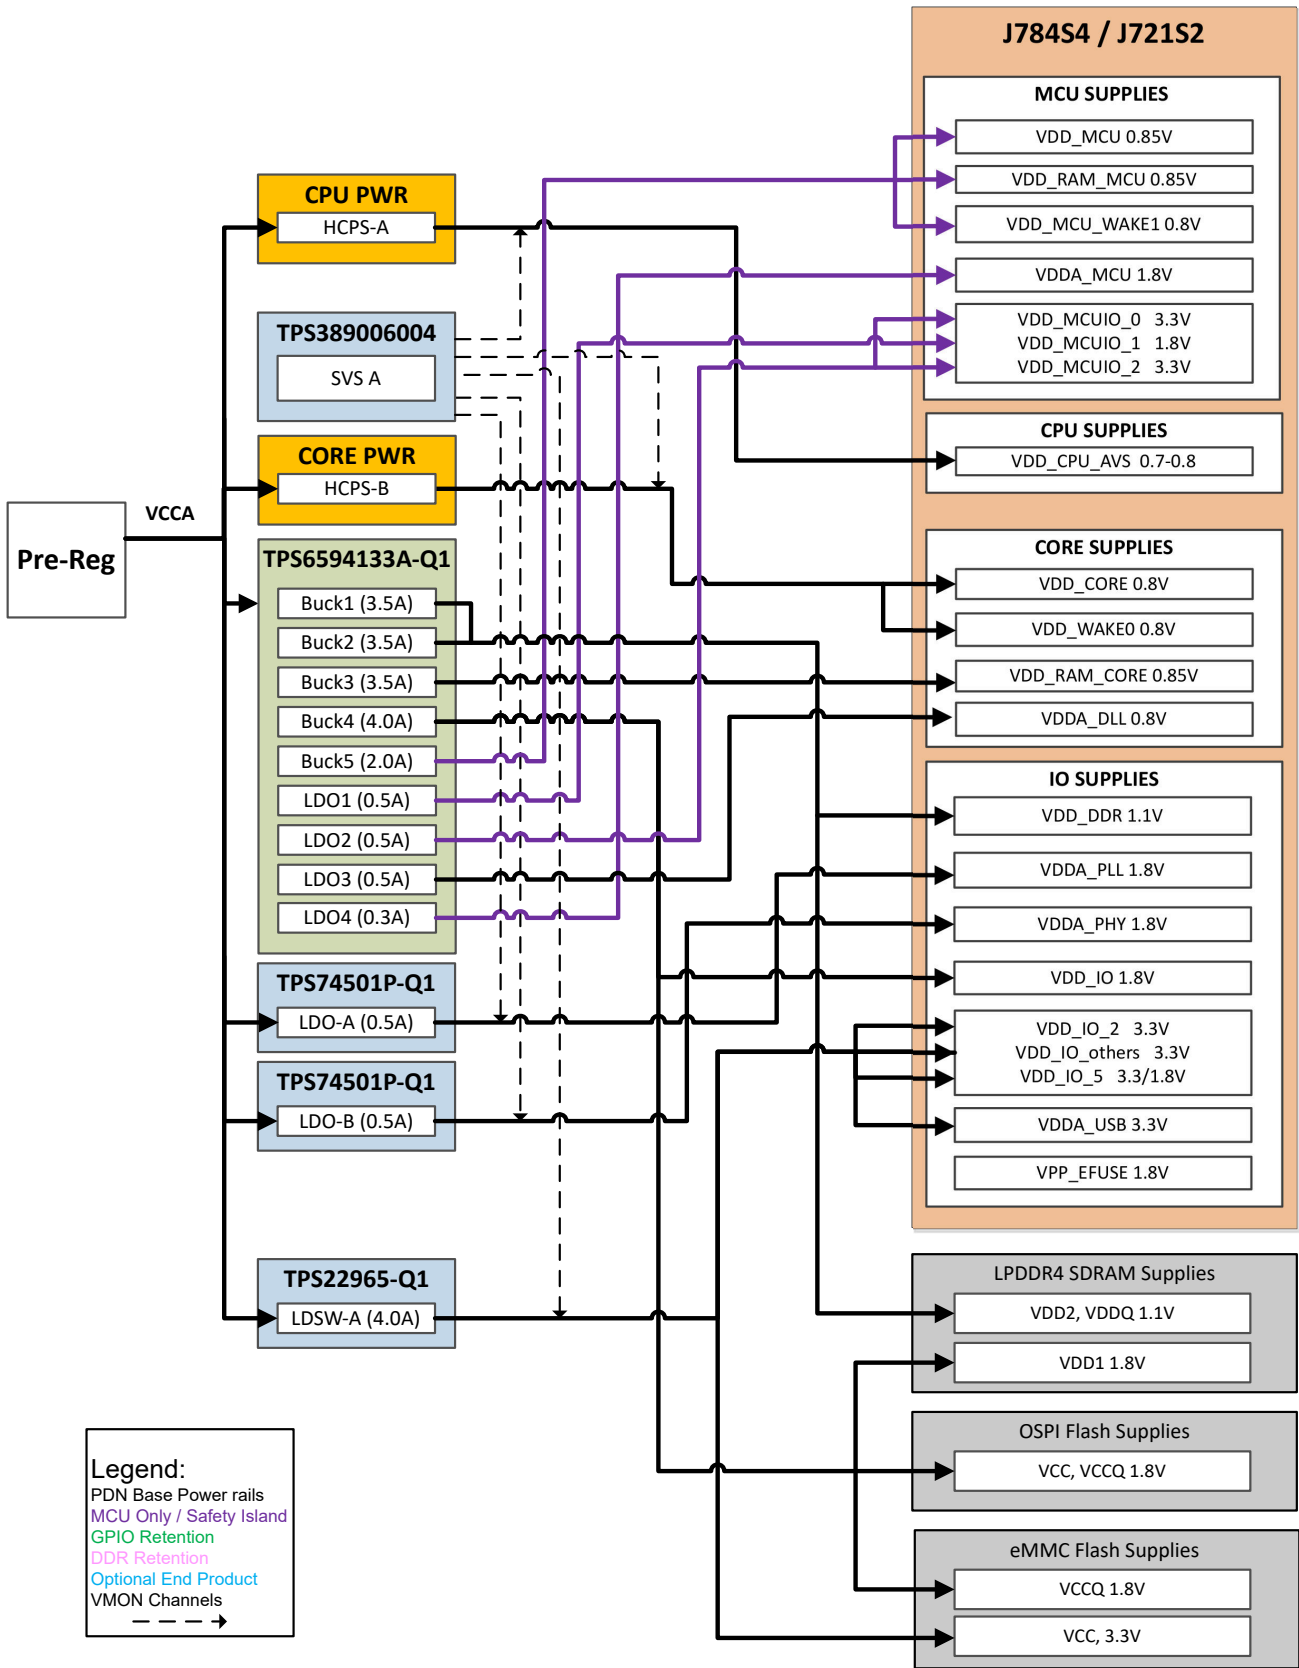 J784S4 / J721S2
MCU SUPPLIES
VDD_MCU 0.85V
VDD_RAM_MCU 0.85V
VDD_MCU_WAKE1 0.8V
VDDA_MCU 1.8V
VDD_MCUIO_0 3.3V
VDD_MCUIO_1 1.8V
VDD_MCUIO_2 3.3V
CPU SUPPLIES
VDD_CPU_AVS 0.7-0.8
CORE SUPPLIES
VDD_CORE 0.8V
VDD_WAKE0 0.8V
VDD_RAM_CORE 0.85V
VDDA_DLL 0.8V
IO SUPPLIES
VDD_DDR 1.1V
VDDA_PLL 1.8V
VDDA_PHY 1.8V
VDD_IO 1.8V
VDD_IO_2 3.3V
VDD_IO_others 3.3V
VDD_IO_5 3.3/1.8V
VDDA_USB 3.3V
VPP_EFUSE 1.8V
LPDDR4 SDRAM Supplies
VDD2, VDDQ 1.1V
VDD1 1.8V
OSPI Flash Supplies
VCC, VCCQ 1.8V
eMMC Flash Supplies
VCCQ 1.8V
VCC, 3.3V
CPU PWR
HCPS-A
TPS389006004
SVS A
CORE PWR
HCPS-B
Pre-Reg
VCCA
TPS6594133A-Q1
Buck1 (3.5A)
Buck2 (3.5A)
Buck3 (3.5A)
Buck4 (4.0A)
Buck5 (2.0A)
LDO1 (0.5A)
LDO2 (0.5A)
LDO3 (0.5A)
LDO4 (0.3A)
TPS74501P-Q1
LDO-A (0.5A)
TPS74501P-Q1
LDO-B (0.5A)
TPS22965-Q1
LDSW-A (4.0A)
Legend:
PDN Base Power rails
MCU Only / Safety Island
GPIO Retention
DDR Retention
Optional End Product
VMON Channels